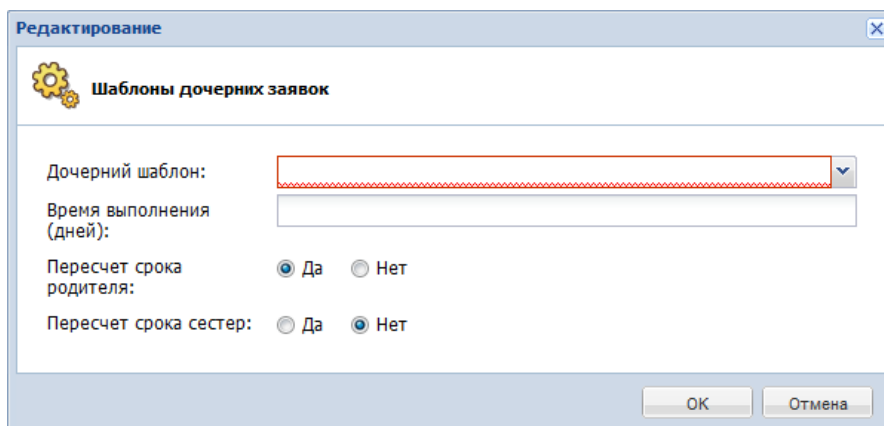 Редактирование
Шаблоны дочерних заявок
Дочерний шаблон:
Время выполнения
(дней):
Пересчет срока
родителя:
Да Нет
Пересчет срока сестер: Да Нет
ОК Отмена